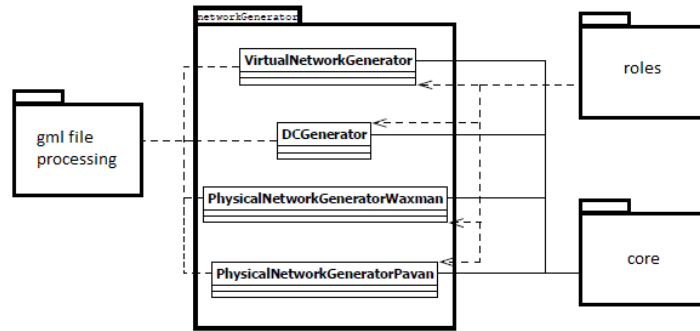 networkGenerator
VirtualNetworkGenerator
roles
DCGenerator
gml file
processing
PhysicalNetworkGeneratorWaxman
core
PhysicalNetworkGeneratorPavan